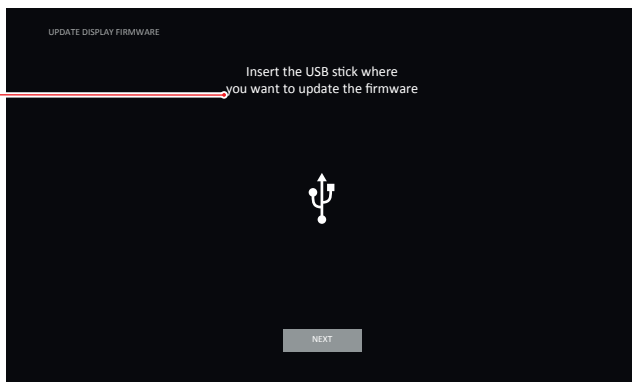 UPDATE DISPLAY FIRMWARE
Insert the USB stick where
you want to update the firmware
NEXT